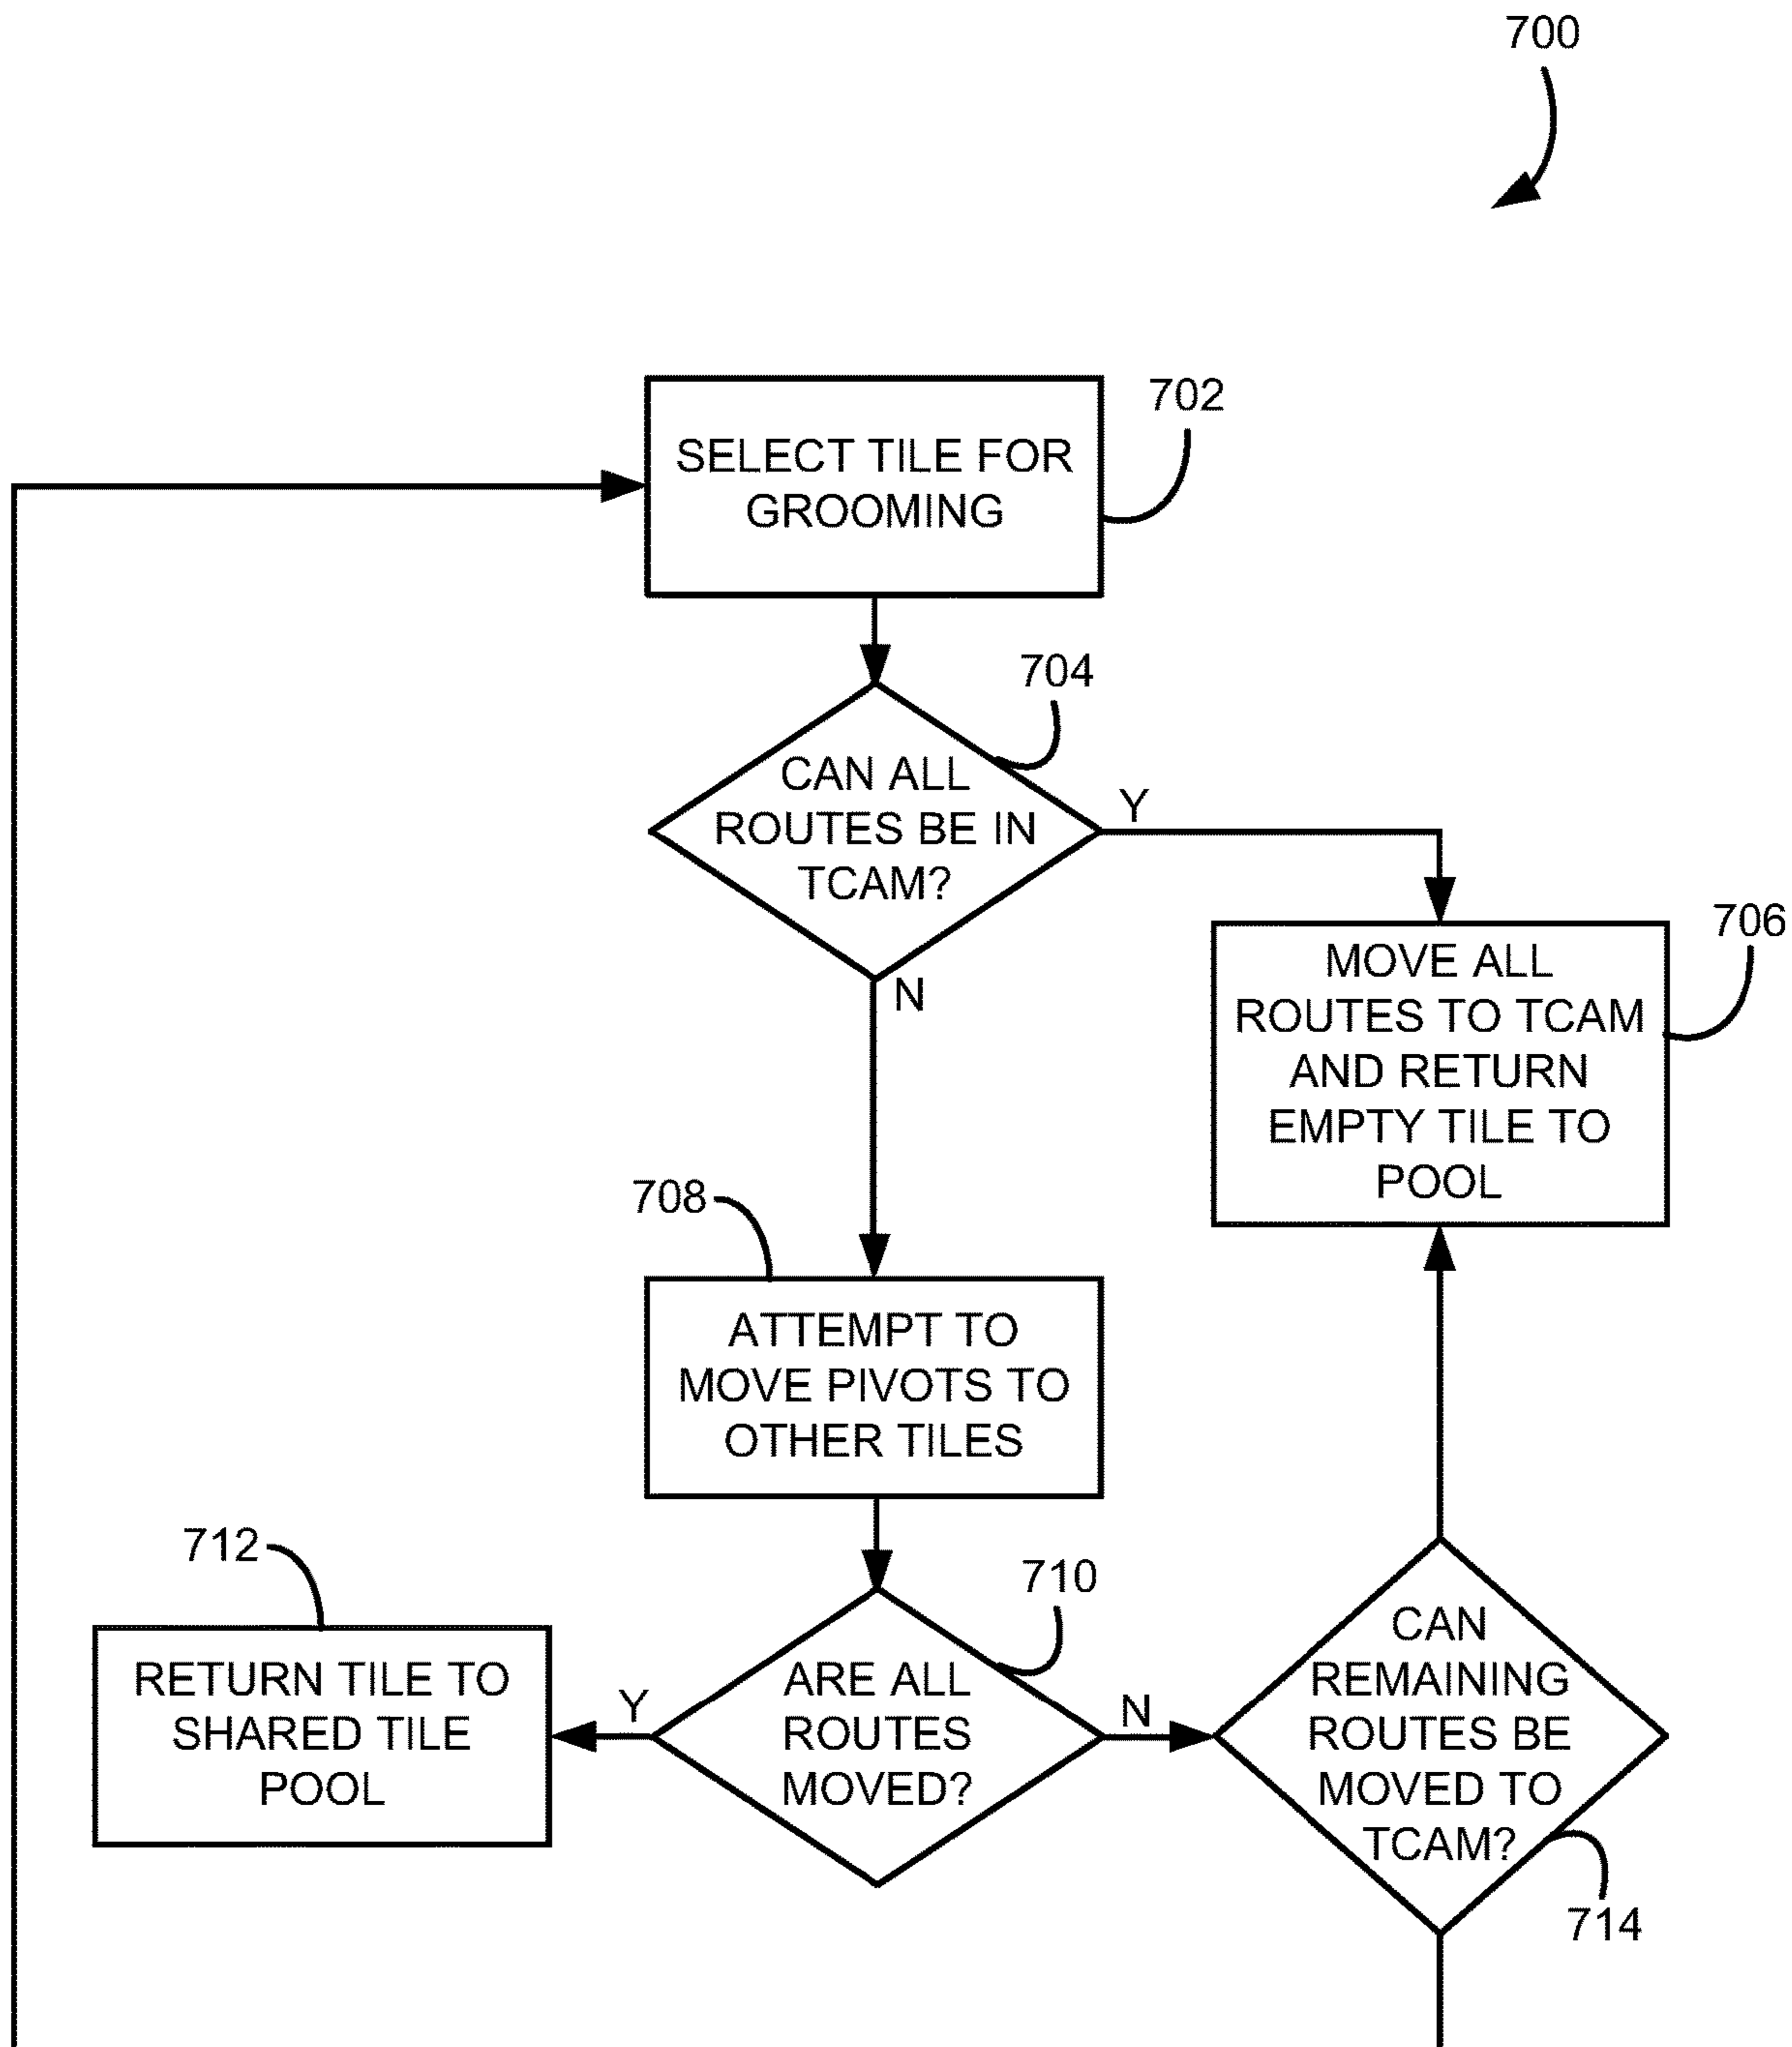 700
702
SELECT TILE FOR
GROOMING
704
CAN ALL
ROUTES BE IN
TCAM?
Y
N
706
MOVE ALL
ROUTES TO TCAM
AND RETURN
EMPTY TILE TO
POOL
708
ATTEMPT TO
MOVE PIVOTS TO
OTHER TILES
712
RETURN TILE TO
SHARED TILE
POOL
Y
710
ARE ALL
ROUTES
MOVED?
N
CAN
REMAINING
ROUTES BE
MOVED TO
TCAM?
714